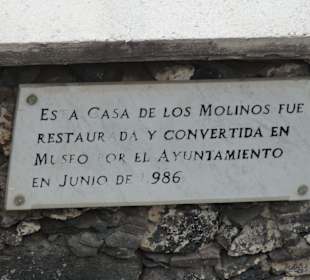 ESTA CASA DE LOS MOLINOS FUE
RESTAURADA Y CONVERTIDA EN
MUSEO POR EL AYUNTAMIENTO
EN JUNIO DE 1986